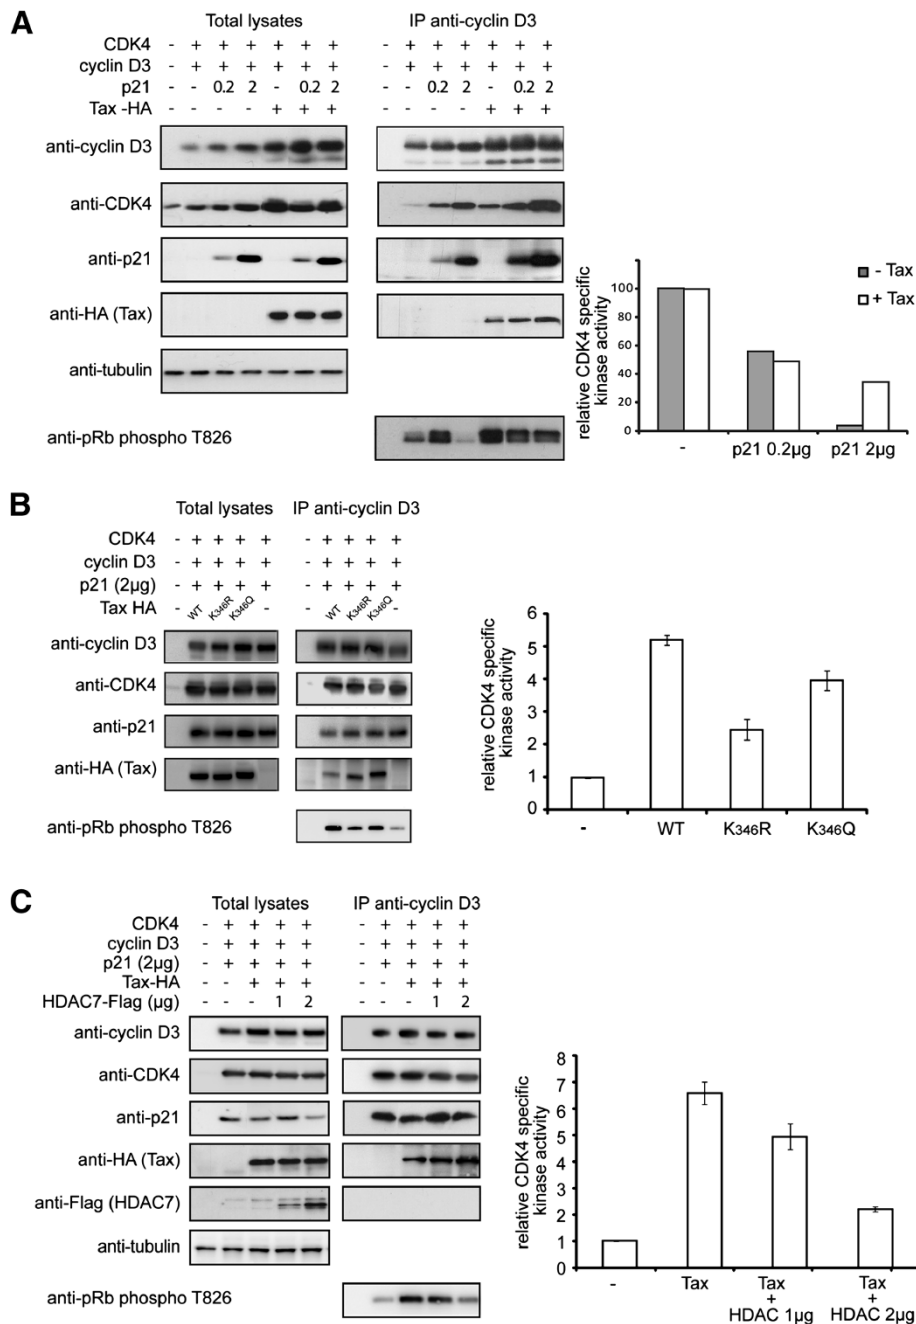 A
Total lysates
IP anti-cyclin D3
CDK4 - + + + + + + - + + + + + +
cyclin D3 - + + + + + + - + + + + + +
p21 - - 0.2 2 - 0.2 2 - - 0.2 2 - 0.2 2
Tax -HA - - - - + + + - - - - + + +
anti-cyclin D3
anti-CDK4
anti-p21
anti-HA (Tax)
anti-tubulin
anti-pRb phospho T826
relative CDK4 specific
kinase activity
100
80
60
40
20
0
- Tax
+ Tax
- p21 0.2µg p21 2µg
B
Total lysates IP anti-cyclin D3
CDK4 - + + + + - + + + +
cyclin D3 - + + + + - + + + +
p21 (2µg) - + + + + - + + + +
Tax HA - WT K346R K346Q - - WT K346R K346Q -
anti-cyclin D3
anti-CDK4
anti-p21
anti-HA (Tax)
anti-pRb phospho T826
relative CDK4 specific
kinase activity
6
5
4
3
2
1
0
- WT K346R K346Q
C
Total lysates IP anti-cyclin D3
CDK4 - + + + + - + + + +
cyclin D3 - + + + + - + + + +
p21 (2µg) - + + + + - + + + +
Tax-HA - - + + + - - + + +
HDAC7-Flag (µg) - - - 1 2 - - - 1 2
anti-cyclin D3
anti-CDK4
anti-p21
anti-HA (Tax)
anti-Flag (HDAC7)
anti-tubulin
anti-pRb phospho T826
relative CDK4 specific
kinase activity
8
7
6
5
4
3
2
1
0
- Tax Tax Tax
+ +
HDAC 1µg HDAC 2µg